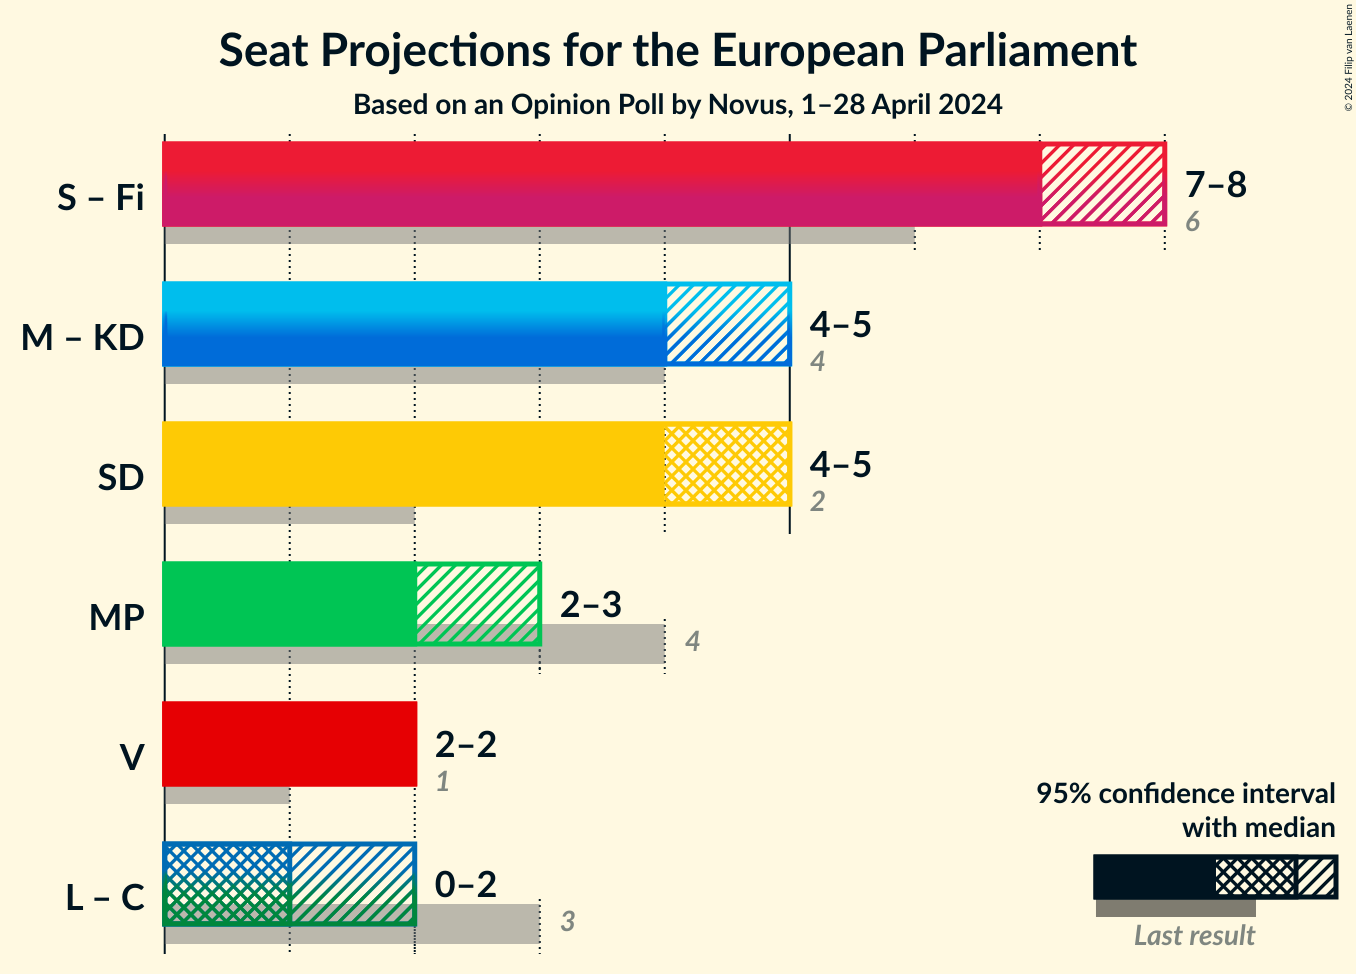 Seat Projections for the European Parliament
Based on an Opinion Poll by Novus, 1–28 April 2024
© 2024 Filip van Laenen
S – Fi
7–8
6
M – KD
4–5
4
SD
4–5
2
MP
2–3
4
V
2–2
1
L – C
0–2
3
95% confidence interval
with median
Last result